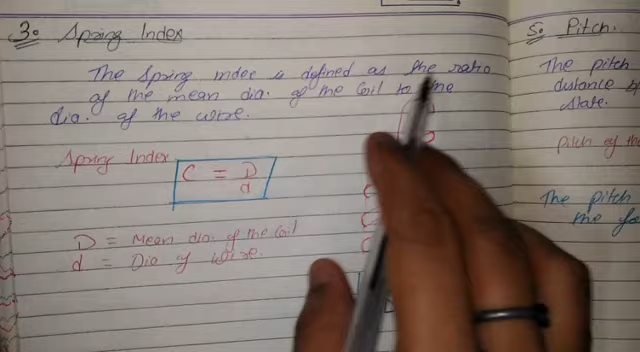 3. Spring Index
The Spring index is defined as the ratio
of the mean dia. of the Coil to the
dia. of the wire.
Spring Index
C = D
d
D = Mean dia. of the Coil
d = Dia of wire.
5. Pitch.
The pitch
distance
state.
pitch of the
The pitch